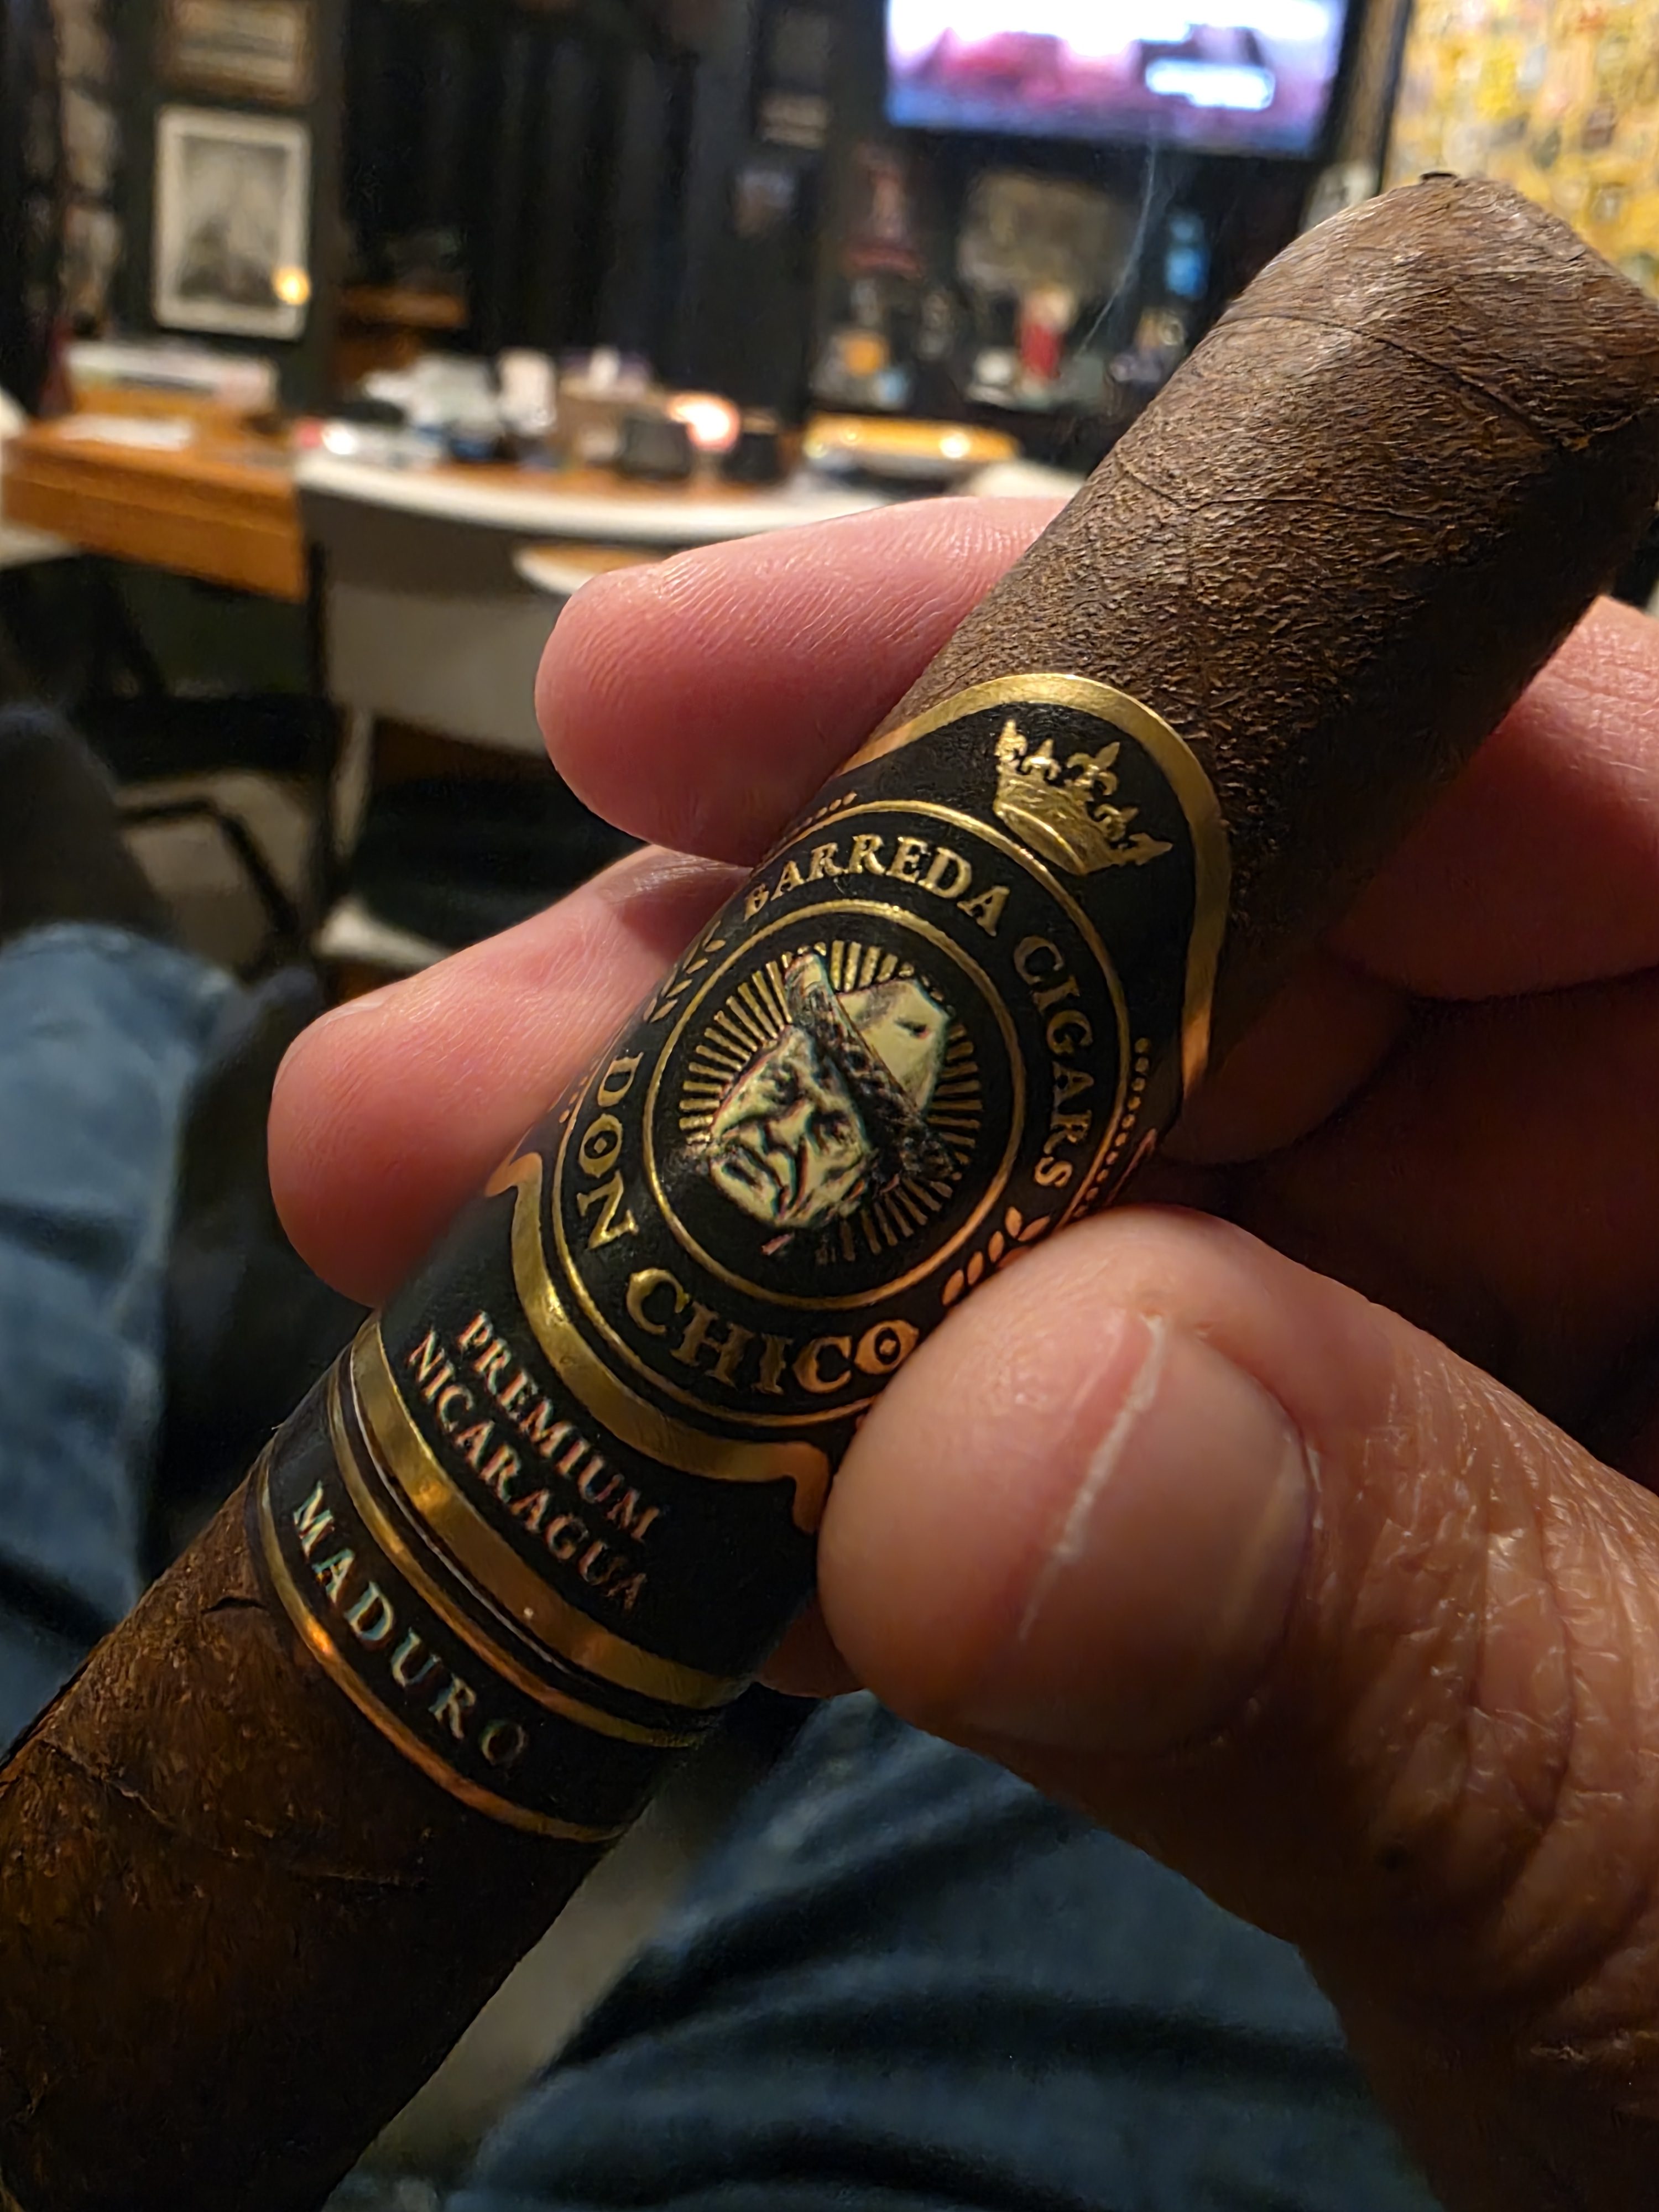 BARREDA CIGARS
DON CHICO
PREMIUM
NICARAGUA
MADURO